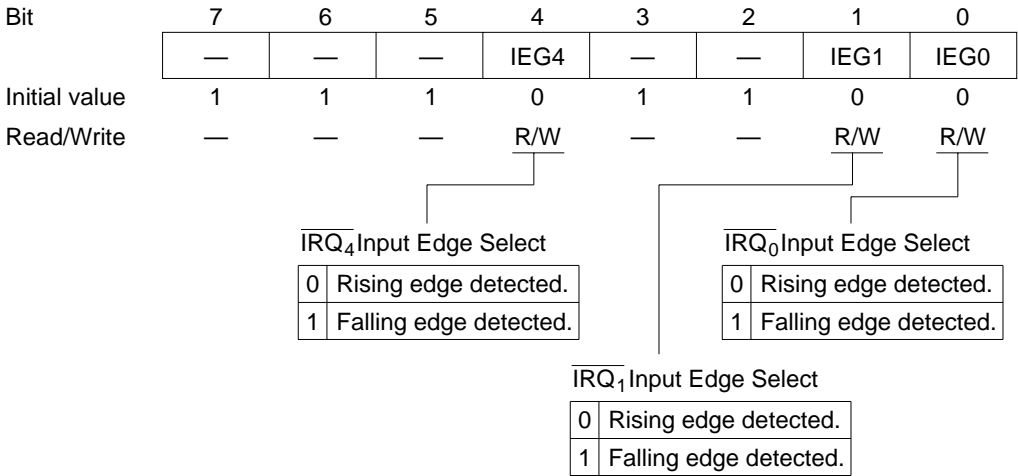 Bit 7 6 5 4 3 2 1 0
— — — IEG4 — — IEG1 IEG0
Initial value 1 1 1 0 1 1 0 0
Read/Write — — — R/W — — R/W R/W
IRQ4 Input Edge Select
0 Rising edge detected.
1 Falling edge detected.
IRQ0 Input Edge Select
0 Rising edge detected.
1 Falling edge detected.
IRQ1 Input Edge Select
0 Rising edge detected.
1 Falling edge detected.